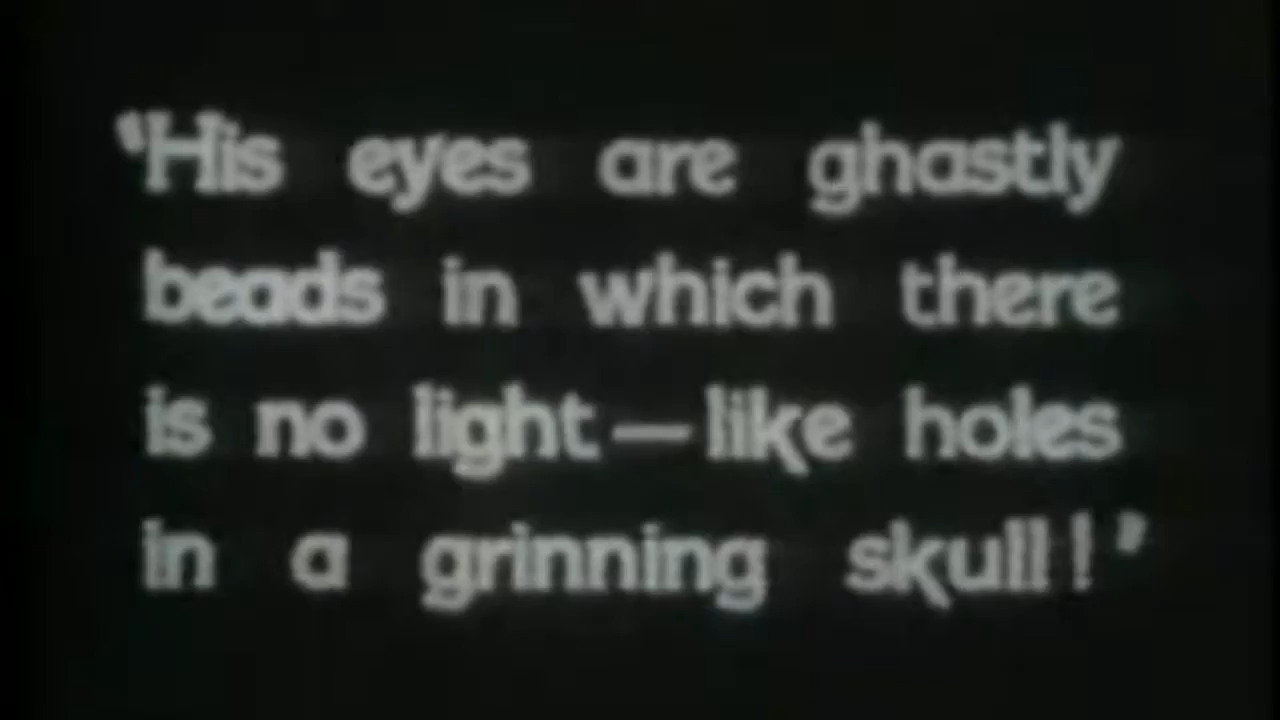 "His eyes are ghastly
beads in which there
is no light—like holes
in a grinning skull!"